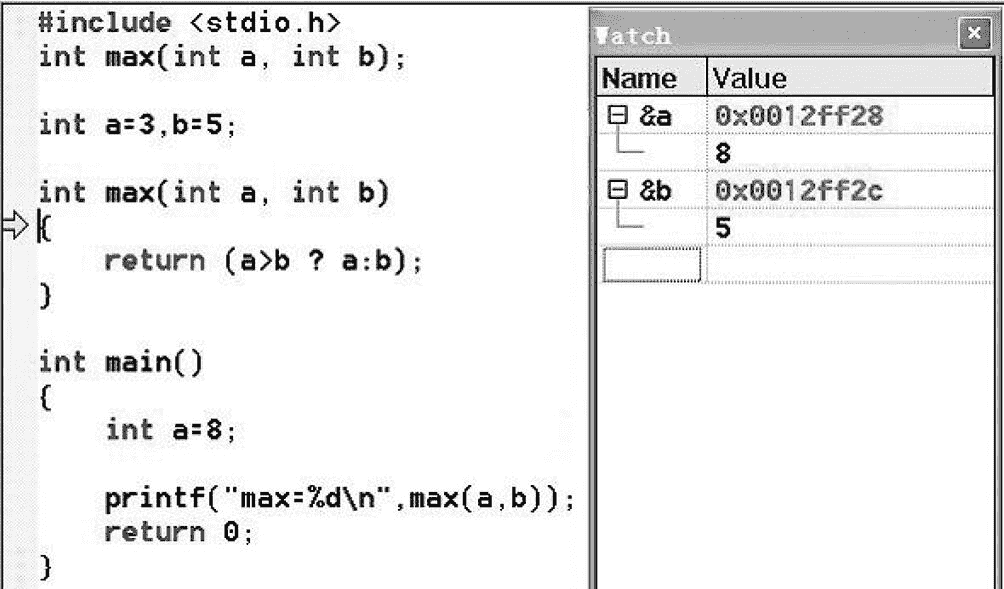 #include <stdio.h>
int max(int a, int b);
int a=3,b=5;
int max(int a, int b)
{
return (a>b ? a:b);
}
int main()
{
int a=8;
printf("max=%d\n",max(a,b));
return 0;
}
Watch
Name Value
&a 0x0012ff28
8
&b 0x0012ff2c
5